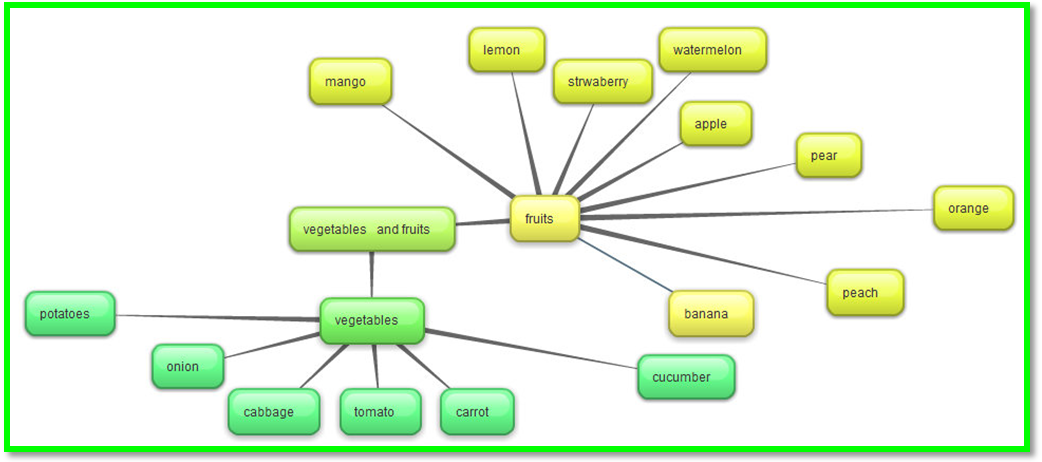 lemon
watermelon
mango
strwaberry
apple
pear
orange
fruits
vegetables and fruits
peach
banana
potatoes
vegetables
onion
cucumber
cabbage
tomato
carrot